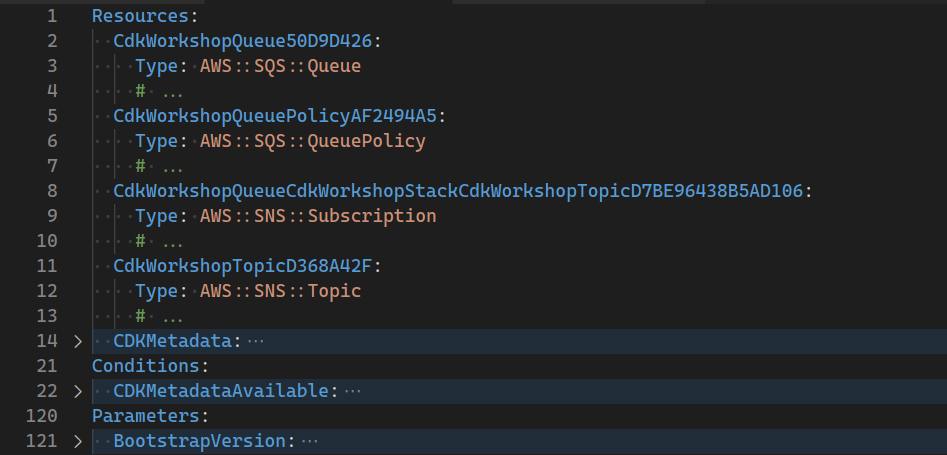 1 Resources:
2 CdkWorkshopQueue50D9D426:
3 Type: AWS::SQS::Queue
4 # ...
5 CdkWorkshopQueuePolicyAF2494A5:
6 Type: AWS::SQS::QueuePolicy
7 # ...
8 CdkWorkshopQueueCdkWorkshopStackCdkWorkshopTopicD7BE96438B5AD106:
9 Type: AWS::SNS::Subscription
10 # ...
11 CdkWorkshopTopicD368A42F:
12 Type: AWS::SNS::Topic
13 # ...
14 > CDKMetadata: ...
21 Conditions:
22 > CDKMetadataAvailable: ...
120 Parameters:
121 > BootstrapVersion: ...